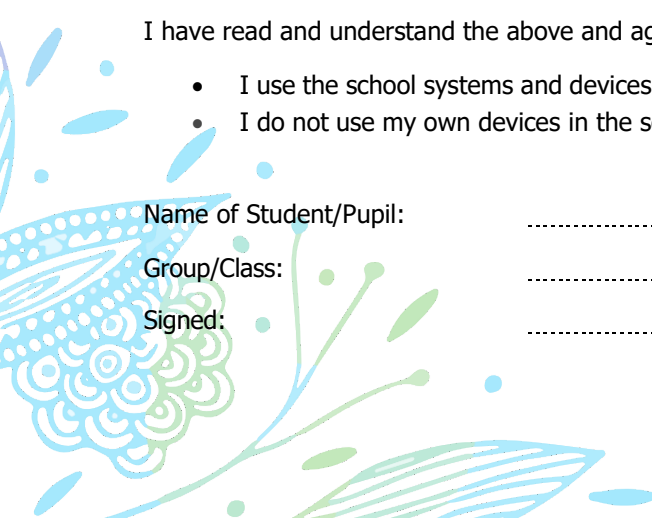 I have read and understand the above and ag
• I use the school systems and devices
• I do not use my own devices in the s
Name of Student/Pupil:
Group/Class:
Signed: